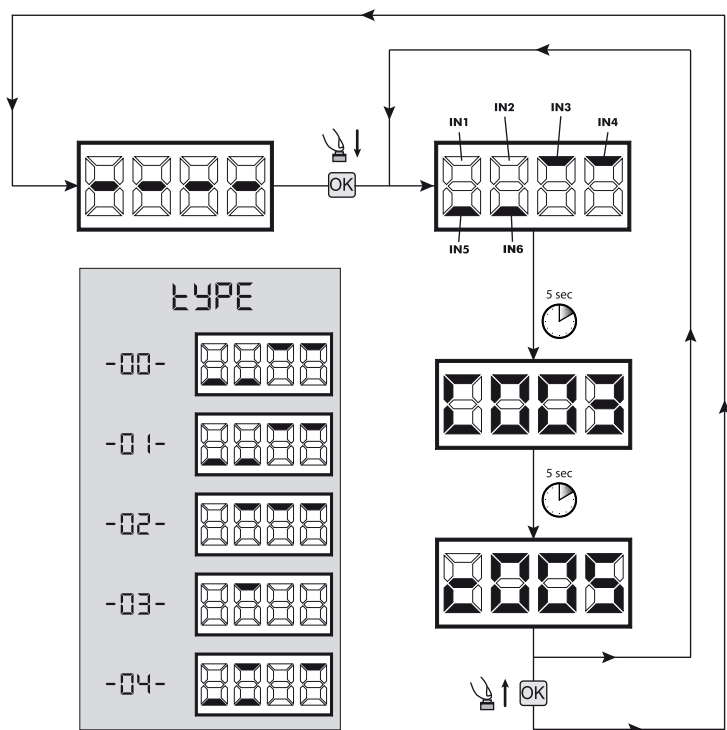 IN1 IN2 IN3 IN4
----
OK
IN5 IN6
tYPE
5 sec
-00-
C003
-01-
5 sec
-02-
c005
-03-
-04-
OK